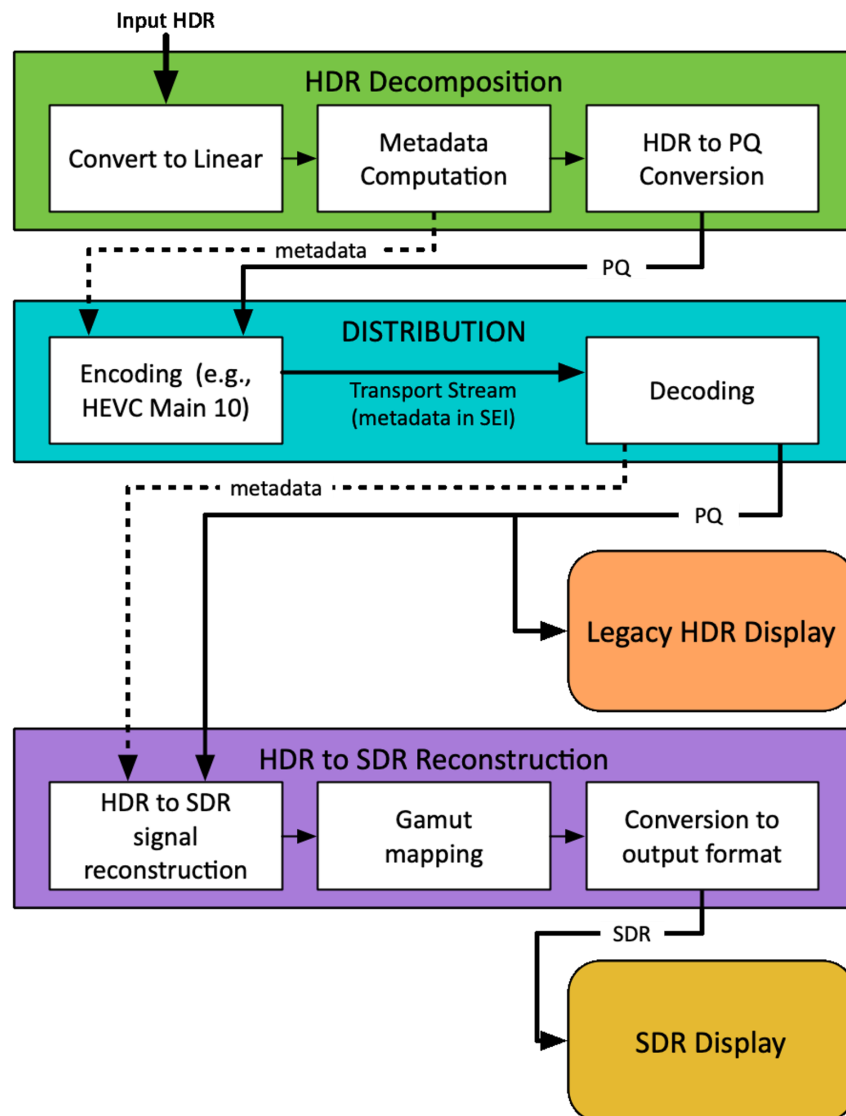 Input HDR
HDR Decomposition
Convert to Linear
Metadata
Computation
HDR to PQ
Conversion
metadata
PQ
DISTRIBUTION
Encoding (e.g.,
HEVC Main 10)
Transport Stream
(metadata in SEI)
Decoding
metadata
PQ
Legacy HDR Display
HDR to SDR Reconstruction
HDR to SDR
signal
reconstruction
Gamut
mapping
Conversion to
output format
SDR
SDR Display